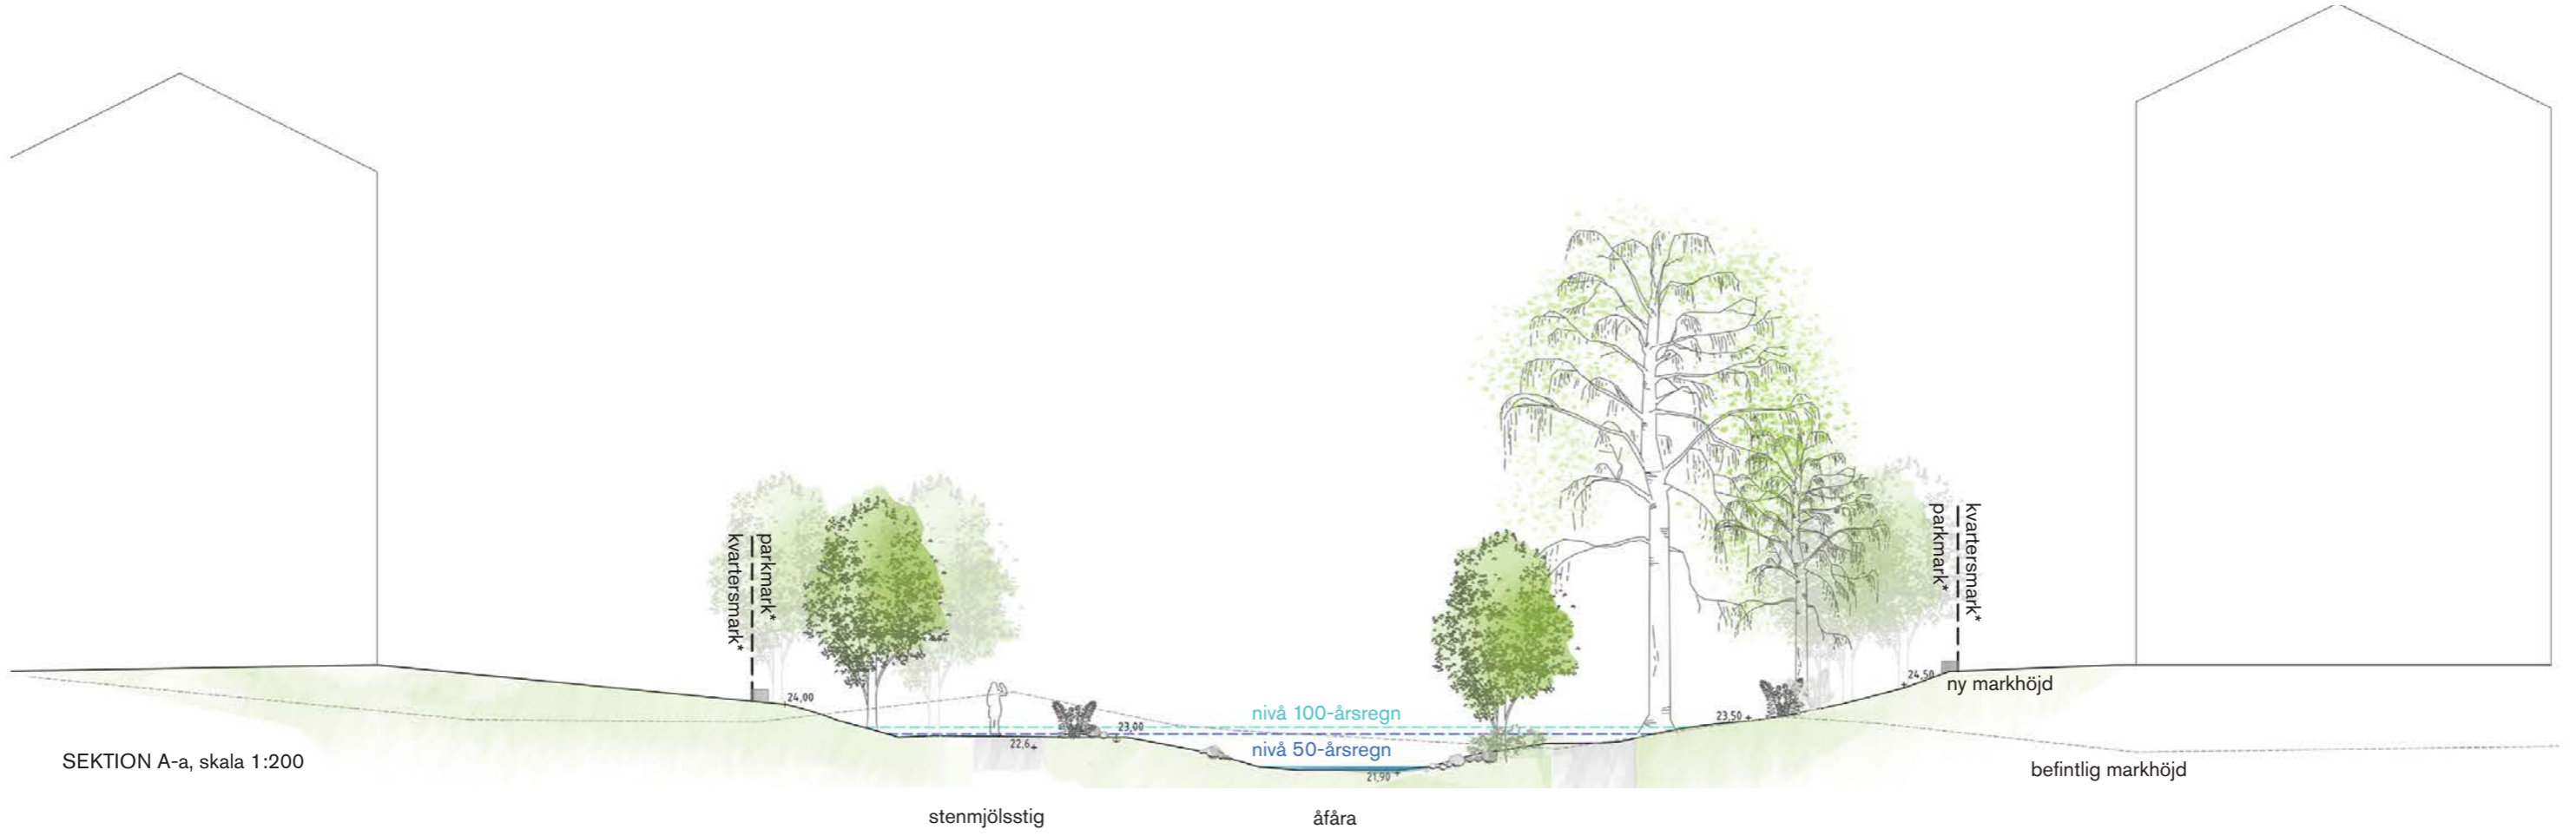 kvartersmark*
parkmark*
24,00
22,6
23,00
nivå 100-årsregn
nivå 50-årsregn
21,90
23,50
24,50
parkmark*
kvartersmark*
ny markhöjd
befintlig markhöjd
SEKTION A-a, skala 1:200
stenmjölsstig
åfåra